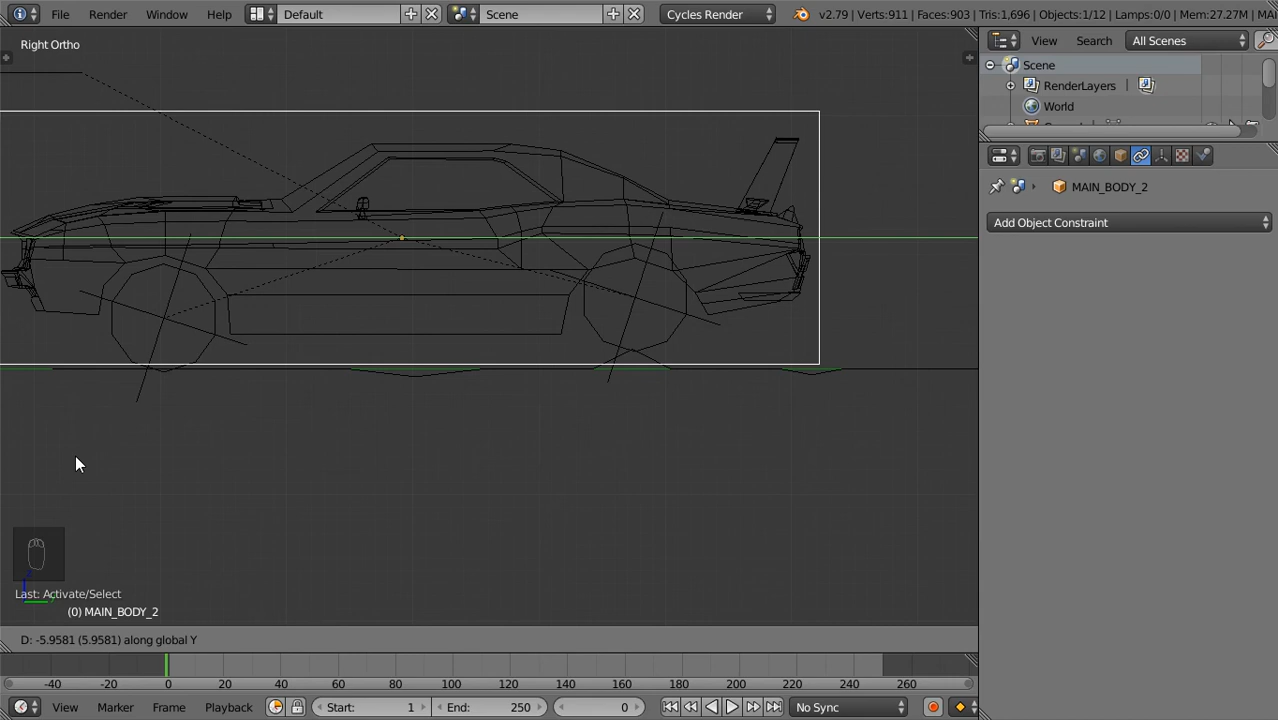 File Render Window Help Default Scene Cycles Render v2.79 | Verts:911 | Faces:903 | Tris:1,696 | Objects:1/12 | Lamps:0/0 | Mem:27.27M | MA
Right Ortho
View Search All Scenes
Scene
RenderLayers
World
MAIN_BODY_2
Add Object Constraint
Last: Activate/Select
(0) MAIN_BODY_2
D: -5.9581 (5.9581) along global Y
-40 -20 0 20 40 60 80 100 120 140 160 180 200 220 240 260
View Marker Frame Playback Start: 1 End: 250 0 No Sync